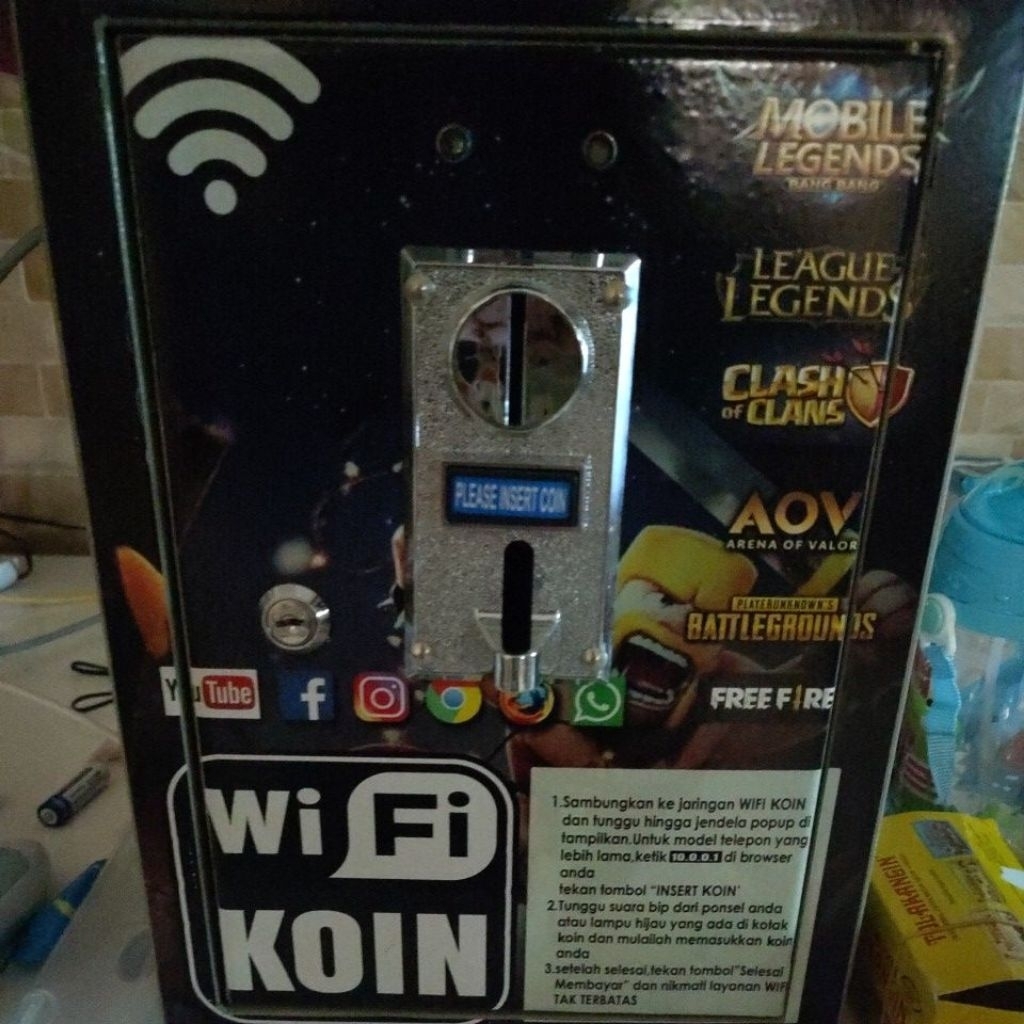 MOBILE
LEGENDS
BANG BANG
LEAGUE
LEGENDS
CLASH
OF CLANS
PLEASE INSERT COIN
AOV
ARENA OF VALOR
PLAYERUNKNOWN'S
BATTLEGROUNDS
YouTube
f
FREE FIRE
WiFi
KOIN
1.Sambungkan ke jaringan WIFI KOIN
dan tunggu hingga jendela popup di
tampilkan.Untuk model telepon yang
lebih lama,ketik 10.0.0.1 di browser
anda
tekan tombol "INSERT KOIN'
2.Tunggu suara bip dari ponsel anda
atau lampu hijau yang ada di kotak
koin dan mulailah memasukkan koin
anda
3.setelah selesai,tekan tombol"Selesai
Membayar" dan nikmati layanan WIFI
TAK TERBATAS